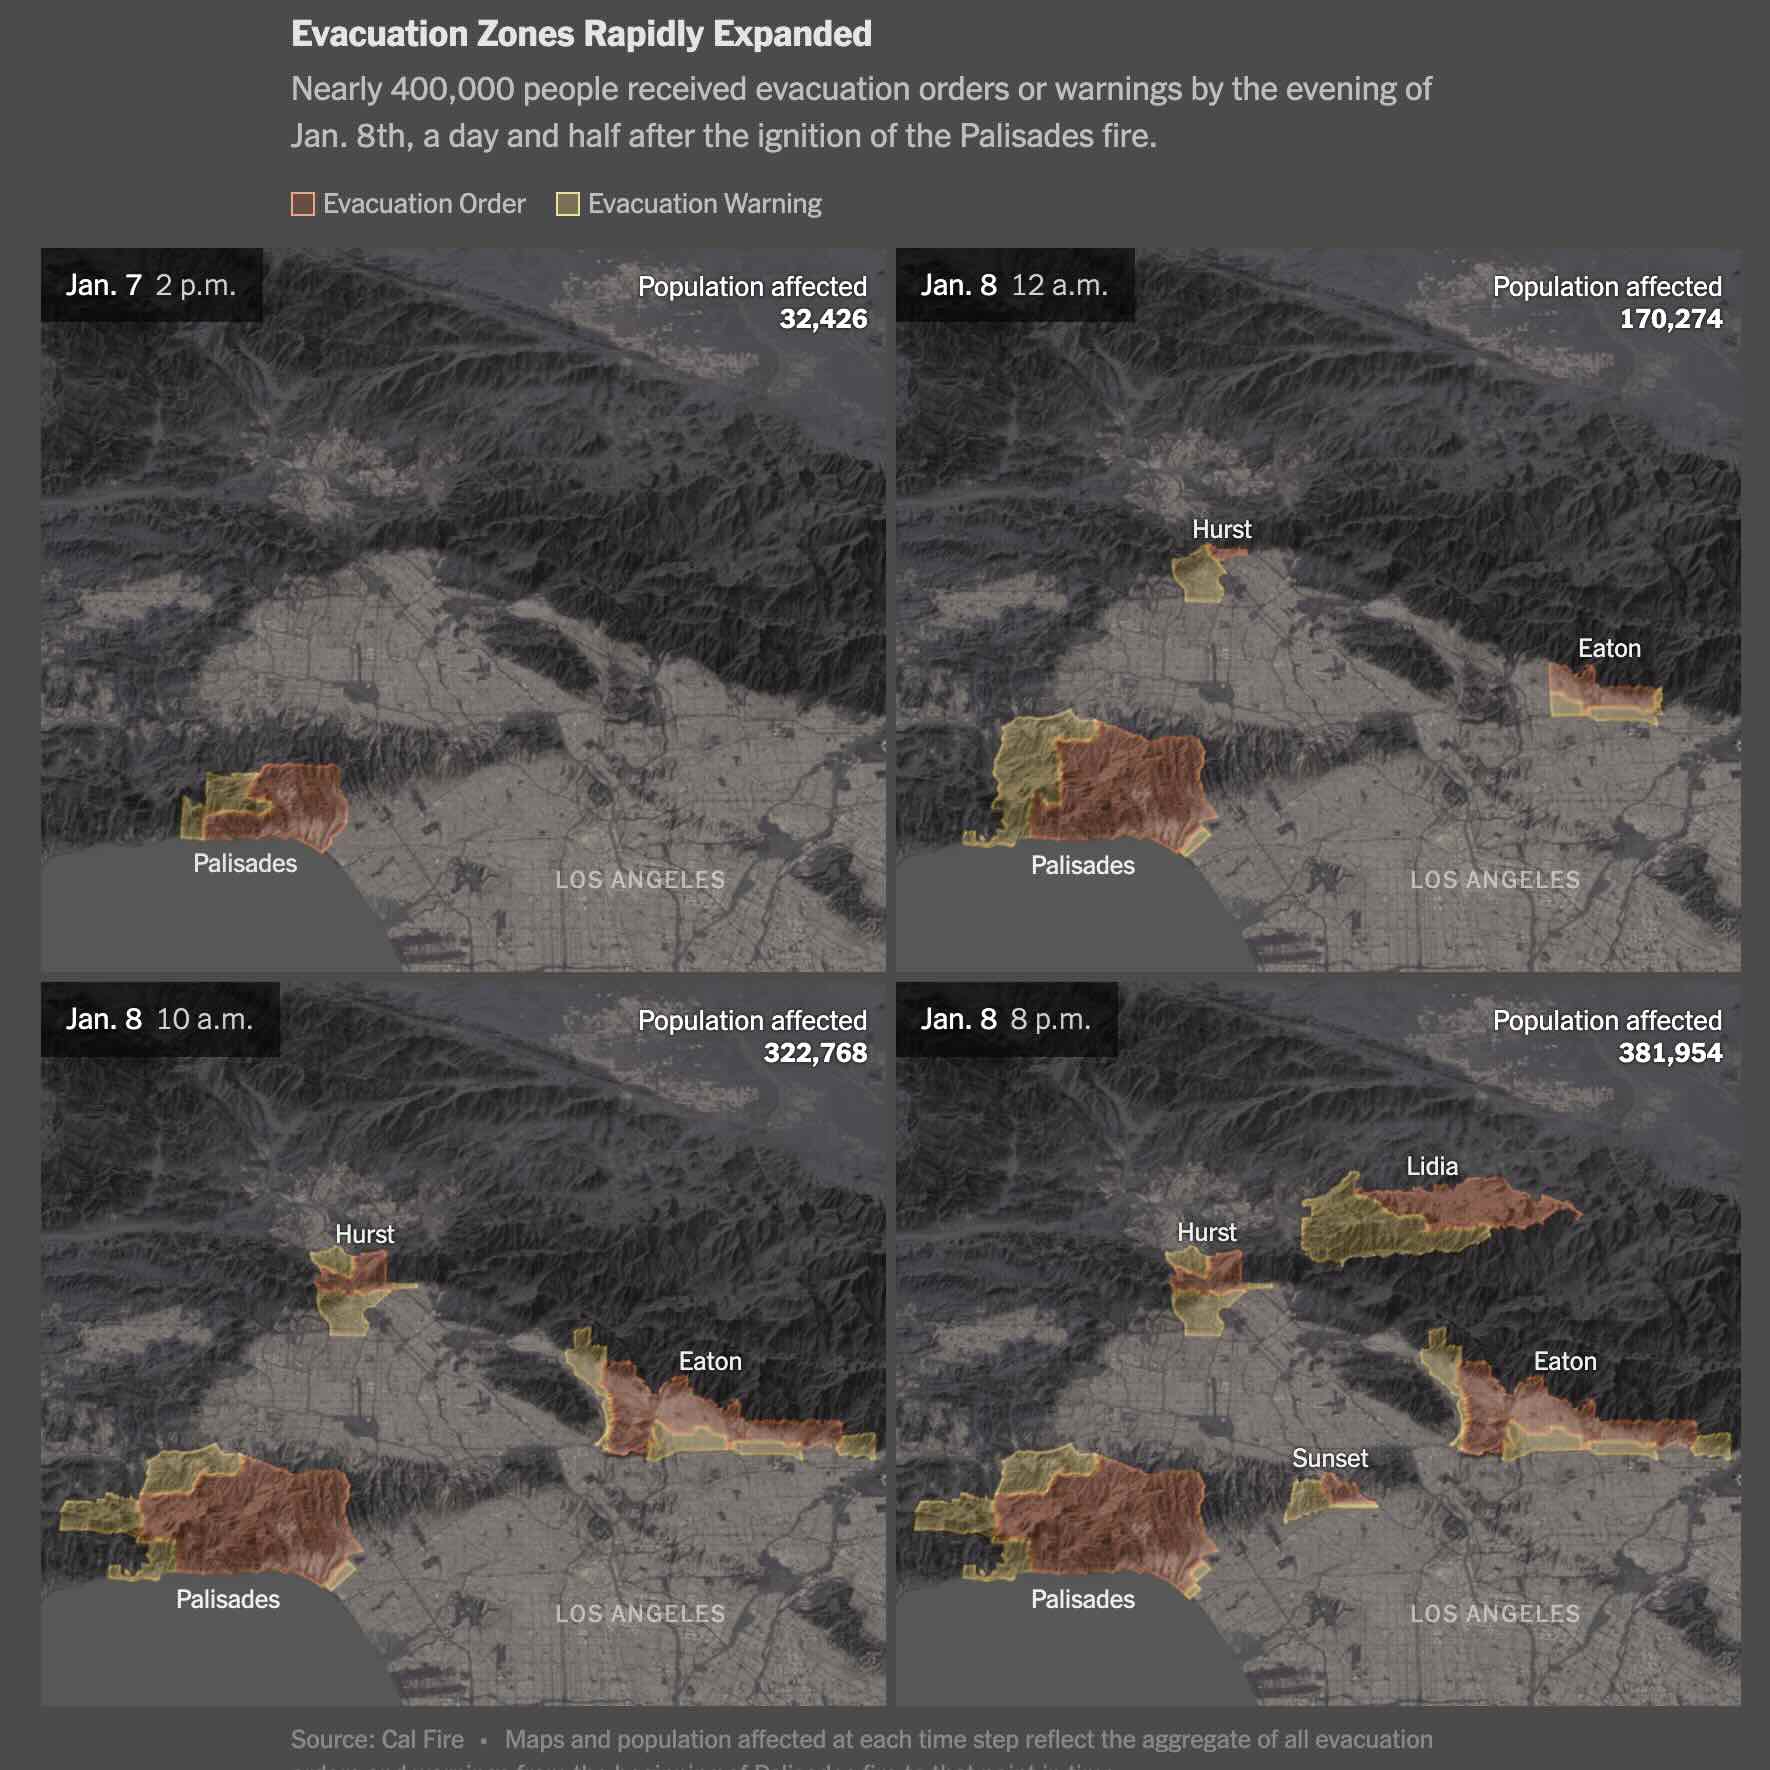 Evacuation Zones Rapidly Expanded
Nearly 400,000 people received evacuation orders or warnings by the evening of
Jan. 8th, a day and half after the ignition of the Palisades fire.
Evacuation Order Evacuation Warning
Jan. 7 2 p.m.
Population affected
32,426
Palisades
LOS ANGELES
Jan. 8 12 a.m.
Population affected
170,274
Hurst
Eaton
Palisades
LOS ANGELES
Jan. 8 10 a.m.
Population affected
322,768
Hurst
Eaton
Palisades
LOS ANGELES
Jan. 8 8 p.m.
Population affected
381,954
Lidia
Hurst
Eaton
Sunset
Palisades
LOS ANGELES
Source: Cal Fire • Maps and population affected at each time step reflect the aggregate of all evacuation